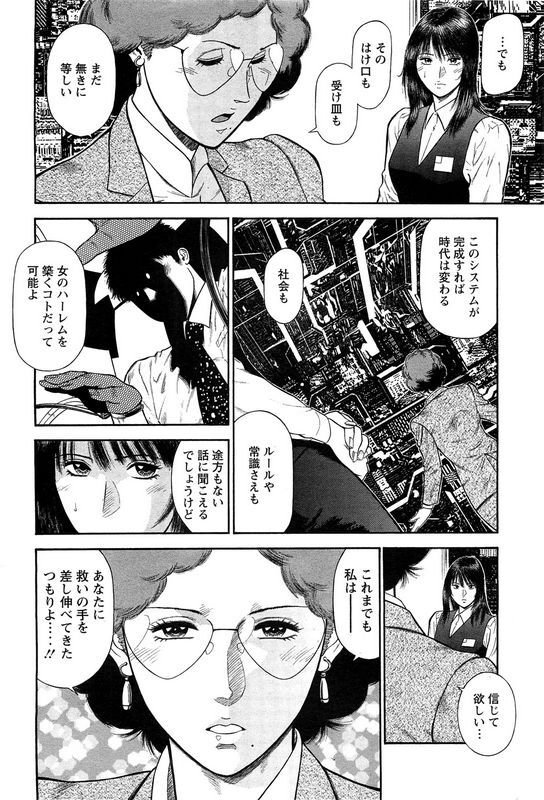 …でも
その
はけ口も
受け皿も
まだ
無きに
等しい
このシステムが
完成すれば
時代は変わる
社会も
ルールや
常識さえも
女のハーレムを
築くコトだって
可能よ
途方もない
話に聞こえる
でしょうけど
信じて
欲しい…
これまでも
私は――
あなたに
救いの手を
差し伸べてきた
つもりよ……!!